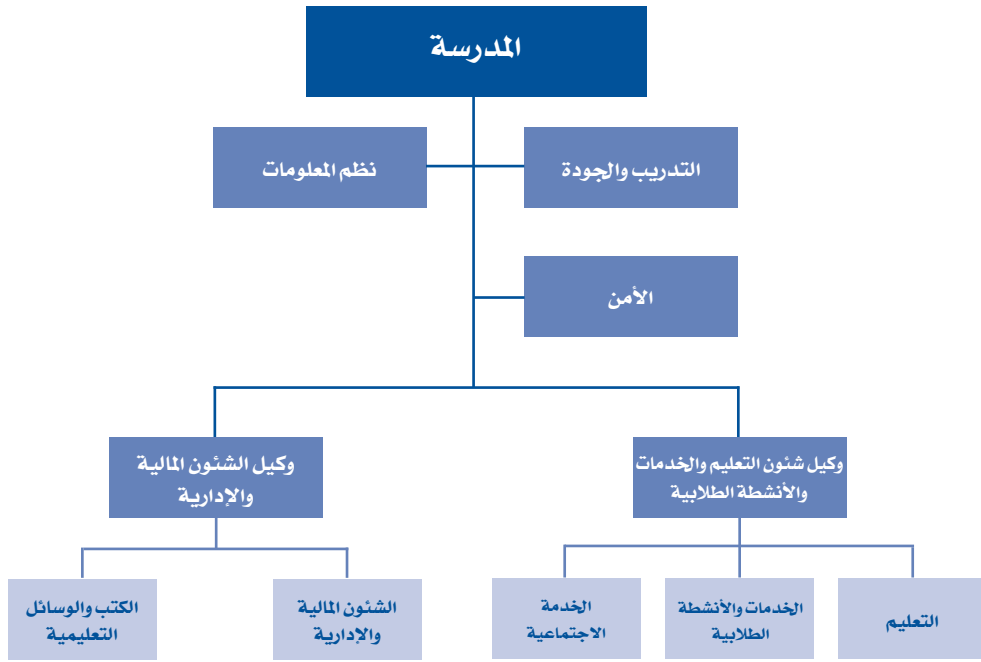 المدرسة
التدريب والجودة
نظم المعلومات
الأمن
وكيل شئون التعليم والخدمات
والأنشطة الطلابية
وكيل الشئون المالية
والإدارية
التعليم
الخدمات والأنشطة
الطلابية
الخدمة
الاجتماعية
الشئون المالية
والإدارية
الكتب والوسائل
التعليمية